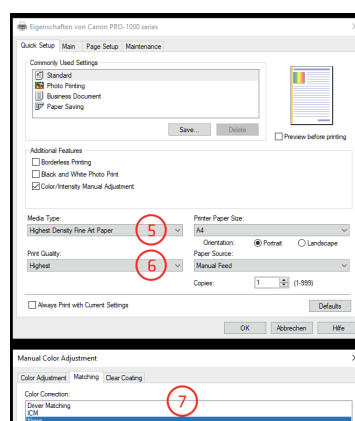 Eigenschaften von Canon PRO-1000 series
Quick Setup Main Page Setup Maintenance
Commonly Used Settings
Standard
Photo Printing
Business Document
Paper Saving
Save... Delete
Preview before printing
Additional Features
Borderless Printing
Black and White Photo Print
Color/Intensity Manual Adjustment
Media Type: Printer Paper Size:
Highest Density Fine Art Paper 5 A4
Orientation: Portrait Landscape
Print Quality: Paper Source:
Highest 6 Manual Feed
Copies: 1 (1-999)
Always Print with Current Settings Defaults
OK Abbrechen Hilfe
Manual Color Adjustment
Color Adjustment Matching Clear Coating
Color Correction:
Driver Matching 7
ICM
None